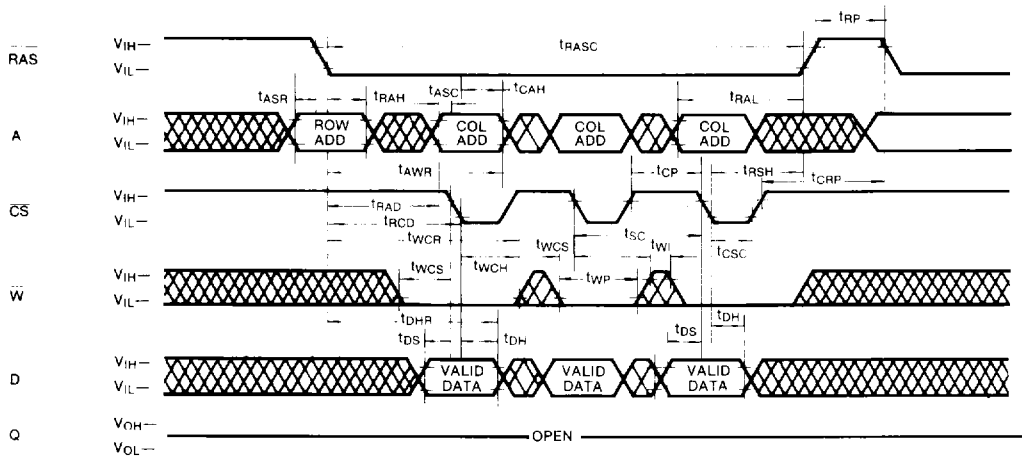 tRP
RAS VIH— VIL— tRASC
tASR tRAH tASC tCAH tRAL
A VIH— VIL— ROW ADD COL ADD COL ADD COL ADD
tAWR tCP tRSH tCRP
CS VIH— VIL— tRAD tRCD
tWCR tWCS tSC tWI tCSC
tWCS tWCH tWP
W VIH— VIL—
tDHR tDH
tDS tDH tDS
D VIH— VIL— VALID DATA VALID DATA VALID DATA
Q VOH— VOL— OPEN